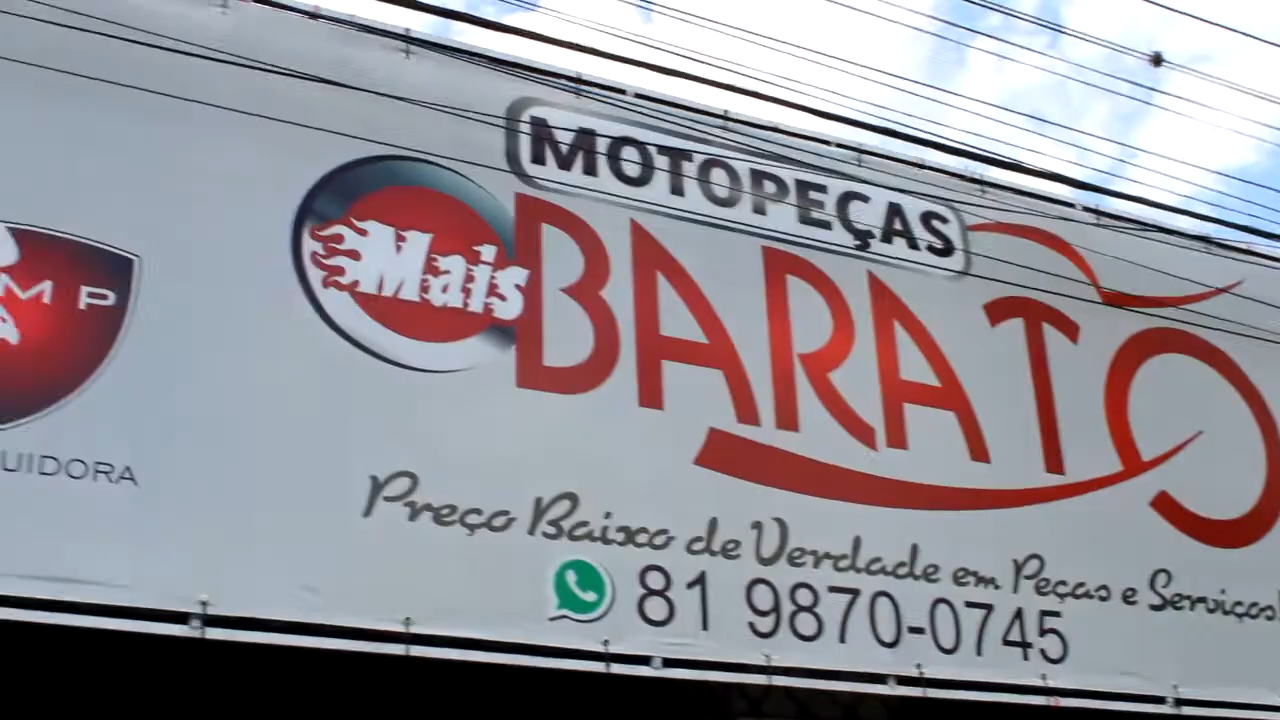 MOTOPEÇAS
Mais BARATO
MP
UIDORA
Preço Baixo de Verdade em Peças e Serviços
81 9870-0745